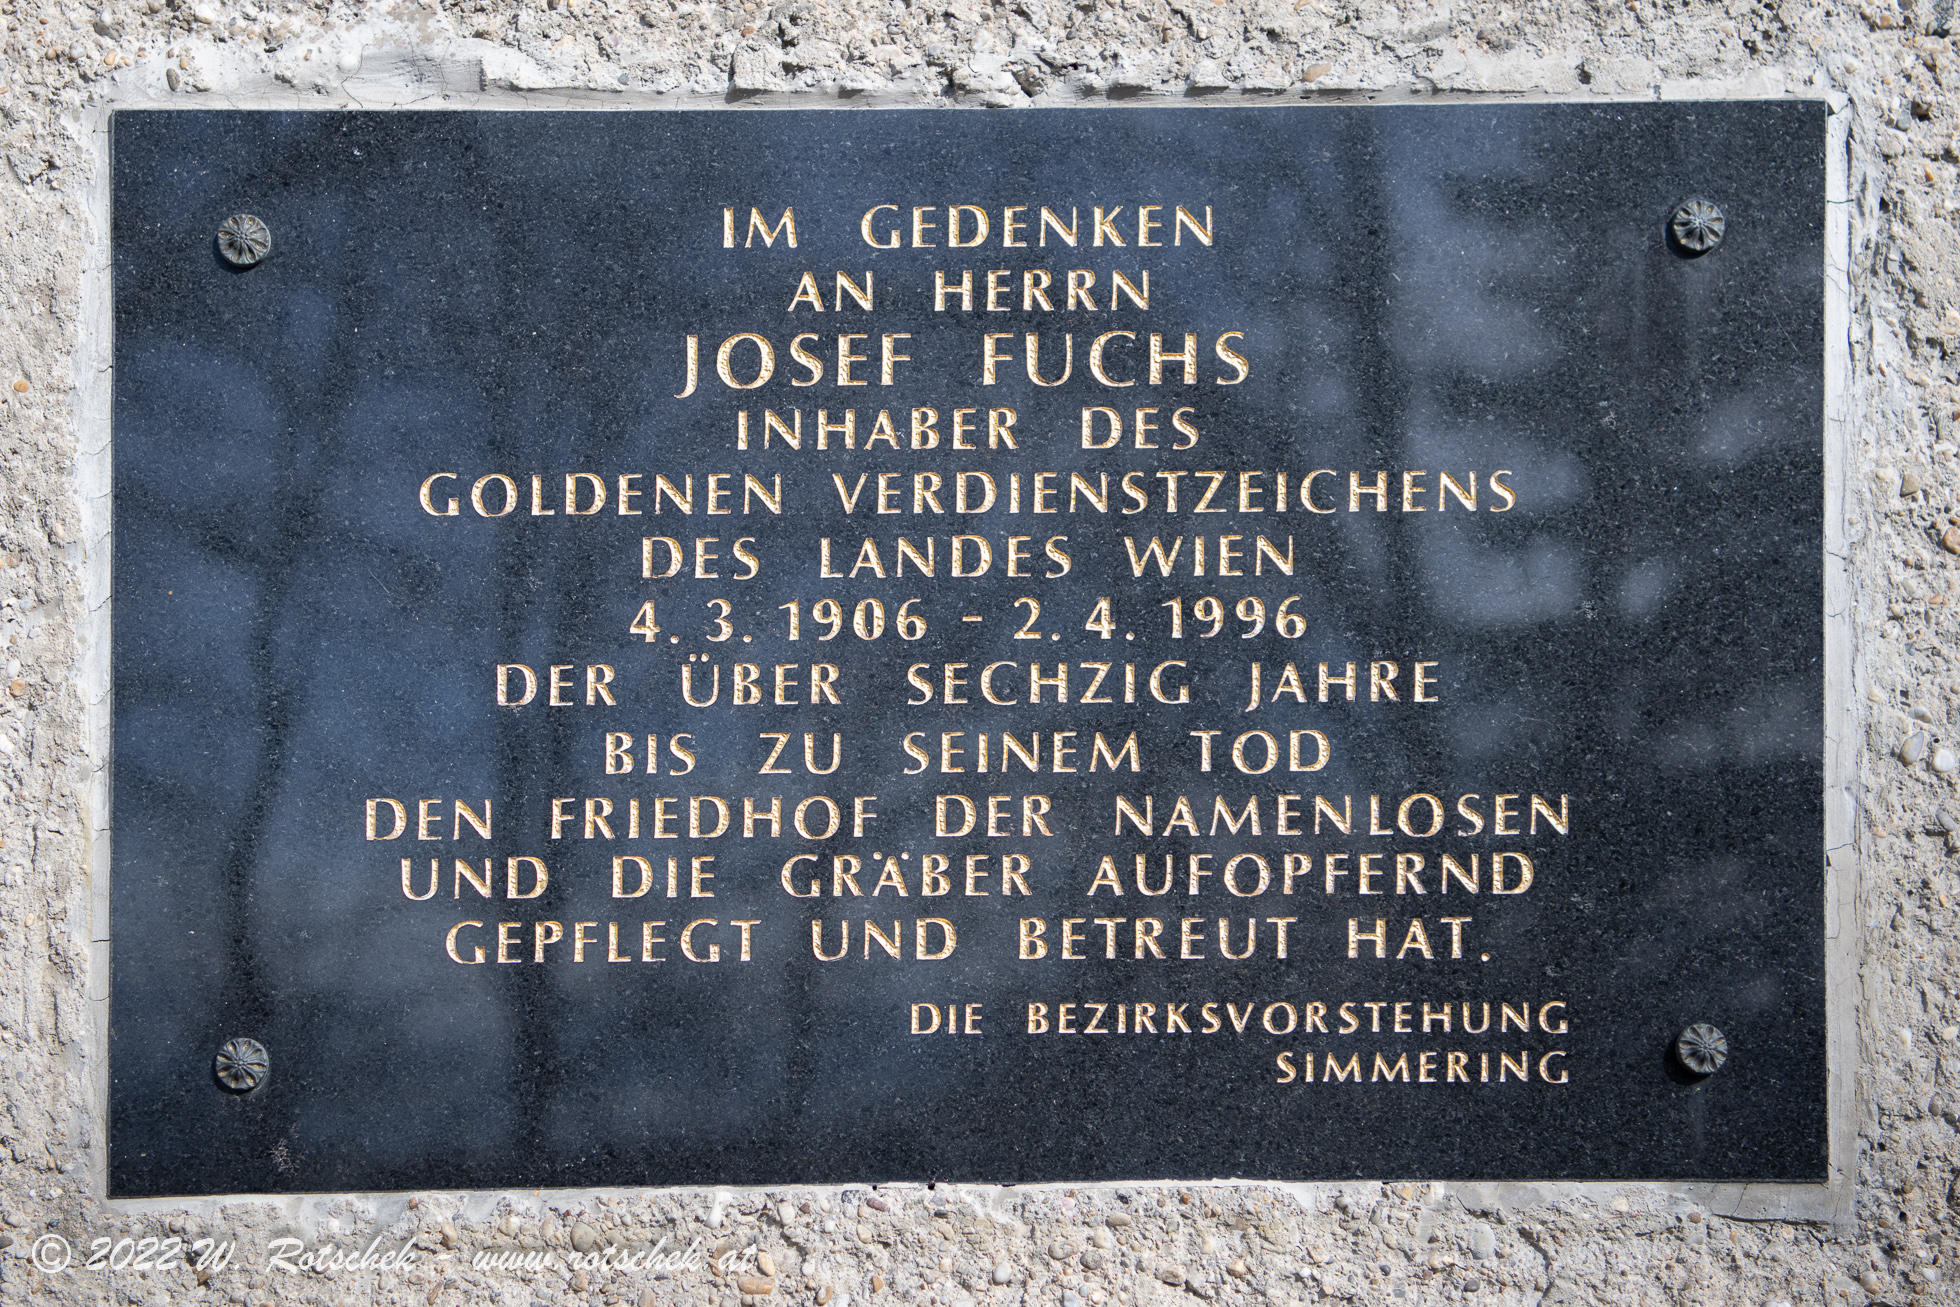 IM GEDENKEN
AN HERRN
JOSEF FUCHS
INHABER DES
GOLDENEN VERDIENSTZEICHENS
DES LANDES WIEN
4. 3. 1906 - 2. 4. 1996
DER ÜBER SECHZIG JAHRE
BIS ZU SEINEM TOD
DEN FRIEDHOF DER NAMENLOSEN
UND DIE GRÄBER AUFOPFERND
GEPFLEGT UND BETREUT HAT.
DIE BEZIRKSVORSTEHUNG
SIMMERING
© 2022 W. Rotschek - www.rotschek.at